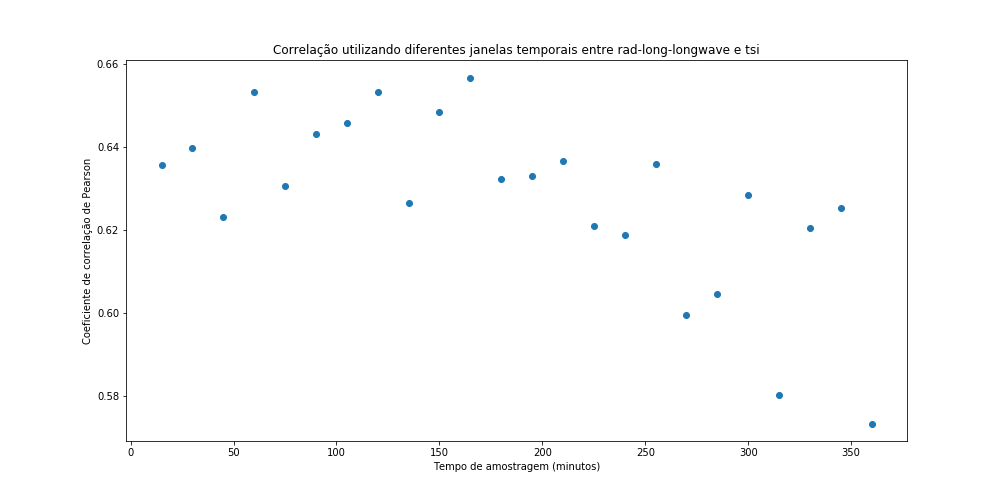 Correlação utilizando diferentes janelas temporais entre rad-long-longwave e tsi
0.66
0.64
0.62
0.60
0.58
Coeficiente de correlação de Pearson
0 50 100 150 200 250 300 350
Tempo de amostragem (minutos)